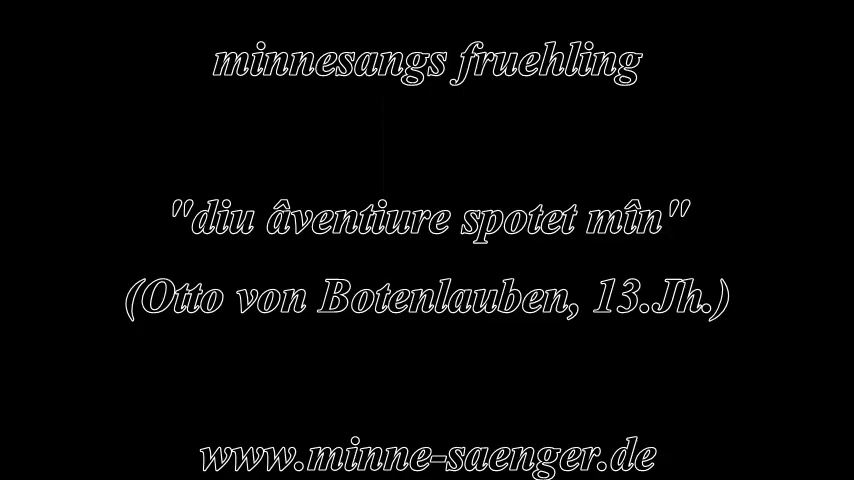 minnesangs fruehling
"diu âventiure spotet mîn"
(Otto von Botenlauben, 13.Jh.)
www.minne-saenger.de